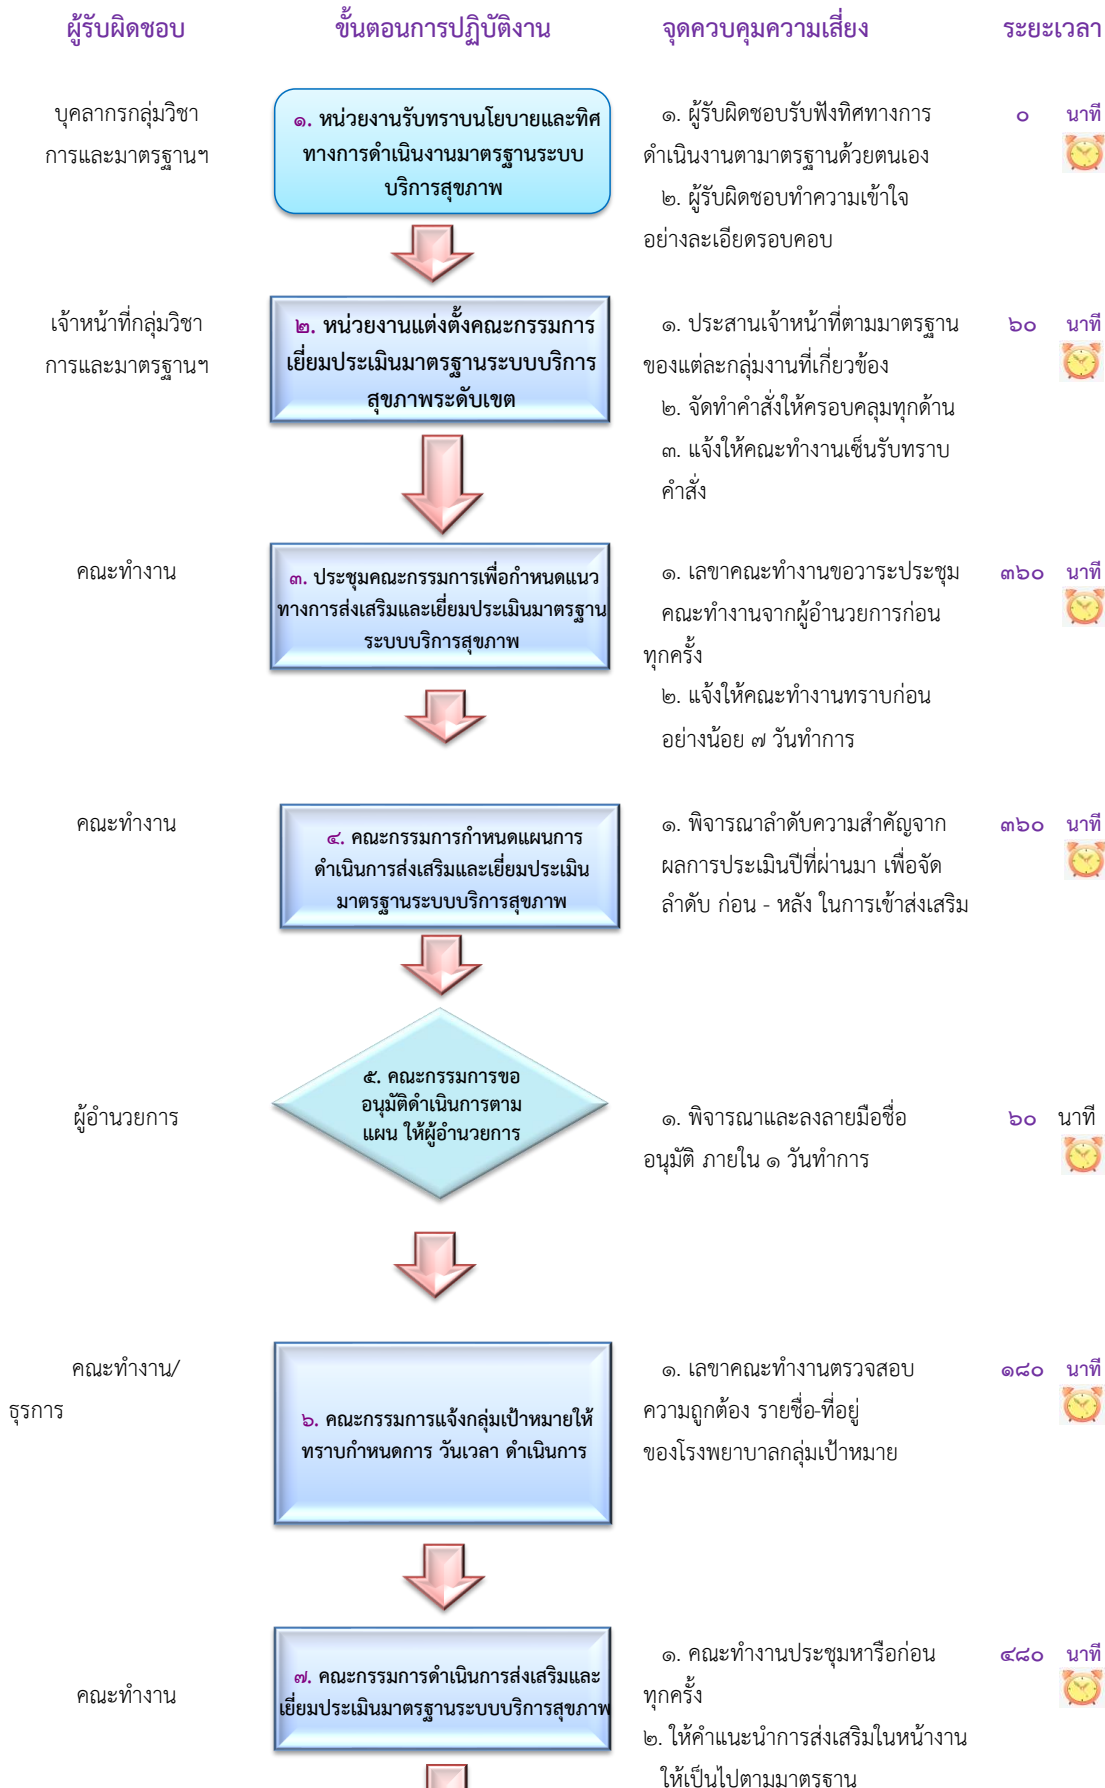 ผู้รับผิดชอบ ขั้นตอนการปฏิบัติงาน จุดควบคุมความเสี่ยง ระยะเวลา
บุคลากรกลุ่มวิชา
การและมาตรฐานฯ
๑. หน่วยงานรับทราบนโยบายและทิศ
ทางการดำเนินงานมาตรฐานระบบ
บริการสุขภาพ
๑. ผู้รับผิดชอบรับฟังทิศทางการ
ดำเนินงานตามาตรฐานด้วยตนเอง
๒. ผู้รับผิดชอบทำความเข้าใจ
อย่างละเอียดรอบคอบ
๐ นาที
เจ้าหน้าที่กลุ่มวิชา
การและมาตรฐานฯ
๒. หน่วยงานแต่งตั้งคณะกรรมการ
เยี่ยมประเมินมาตรฐานระบบบริการ
สุขภาพระดับเขต
๑. ประสานเจ้าหน้าที่ตามมาตรฐาน
ของแต่ละกลุ่มงานที่เกี่ยวข้อง
๒. จัดทำคำสั่งให้ครอบคลุมทุกด้าน
๓. แจ้งให้คณะทำงานเซ็นรับทราบ
คำสั่ง
๖๐ นาที
คณะทำงาน
๓. ประชุมคณะกรรมการเพื่อกำหนดแนว
ทางการส่งเสริมและเยี่ยมประเมินมาตรฐาน
ระบบบริการสุขภาพ
๑. เลขาคณะทำงานขอวาระประชุม
คณะทำงานจากผู้อำนวยการก่อน
ทุกครั้ง
๒. แจ้งให้คณะทำงานทราบก่อน
อย่างน้อย ๗ วันทำการ
๓๖๐ นาที
คณะทำงาน
๔. คณะกรรมการกำหนดแผนการ
ดำเนินการส่งเสริมและเยี่ยมประเมิน
มาตรฐานระบบบริการสุขภาพ
๑. พิจารณาลำดับความสำคัญจาก
ผลการประเมินปีที่ผ่านมา เพื่อจัด
ลำดับ ก่อน - หลัง ในการเข้าส่งเสริม
๓๖๐ นาที
ผู้อำนวยการ
๕. คณะกรรมการขอ
อนุมัติดำเนินการตาม
แผน ให้ผู้อำนวยการ
๑. พิจารณาและลงลายมือชื่อ
อนุมัติ ภายใน ๑ วันทำการ
๖๐ นาที
คณะทำงาน/
ธุรการ
๖. คณะกรรมการแจ้งกลุ่มเป้าหมายให้
ทราบกำหนดการ วันเวลา ดำเนินการ
๑. เลขาคณะทำงานตรวจสอบ
ความถูกต้อง รายชื่อ-ที่อยู่
ของโรงพยาบาลกลุ่มเป้าหมาย
๑๘๐ นาที
คณะทำงาน
๗. คณะกรรมการดำเนินการส่งเสริมและ
เยี่ยมประเมินมาตรฐานระบบบริการสุขภาพ
๑. คณะทำงานประชุมหารือก่อน
ทุกครั้ง
๒. ให้คำแนะนำการส่งเสริมในหน้างาน
ให้เป็นไปตามมาตรฐาน
๔๘๐ นาที